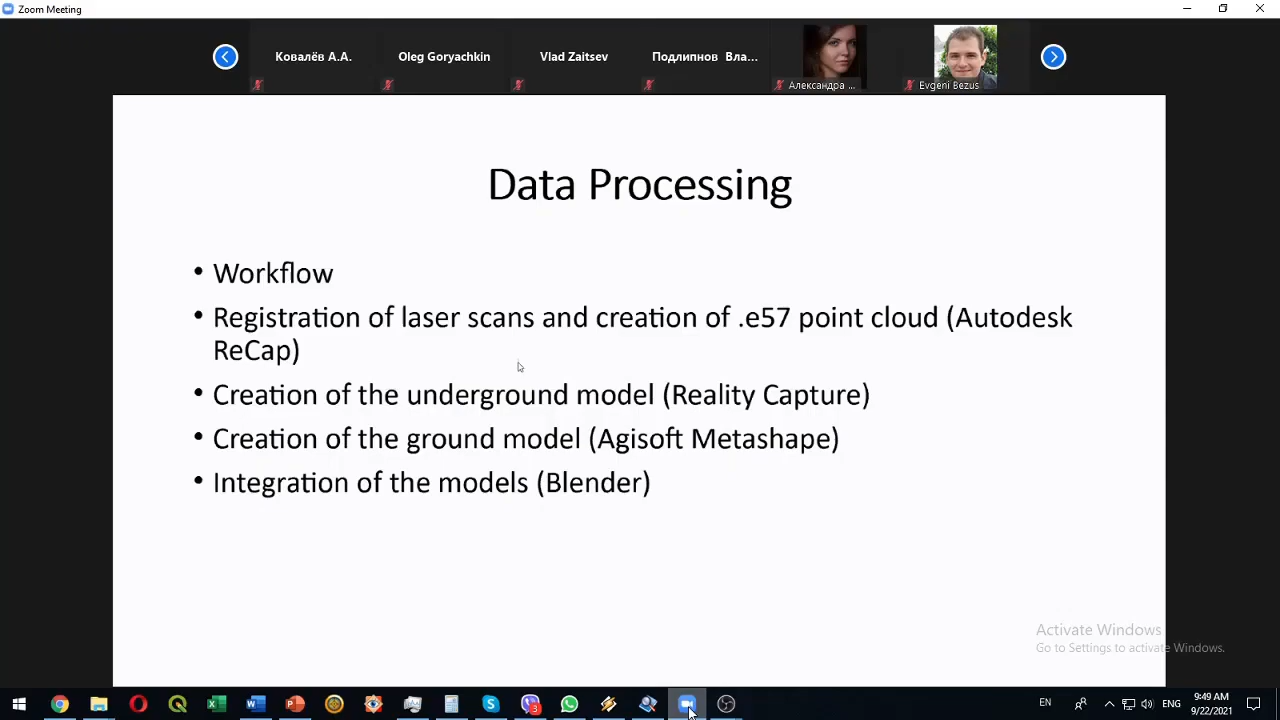 Zoom Meeting
Ковалёв А.А.
Oleg Goryachkin
Vlad Zaitsev
Подлипнов Вла...
Александра ...
Evgeni Bezus
Data Processing
• Workflow
• Registration of laser scans and creation of .e57 point cloud (Autodesk
ReCap)
• Creation of the underground model (Reality Capture)
• Creation of the ground model (Agisoft Metashape)
• Integration of the models (Blender)
Activate Windows
Go to Settings to activate Windows.
3
EN
ENG
9:49 AM
9/22/2021